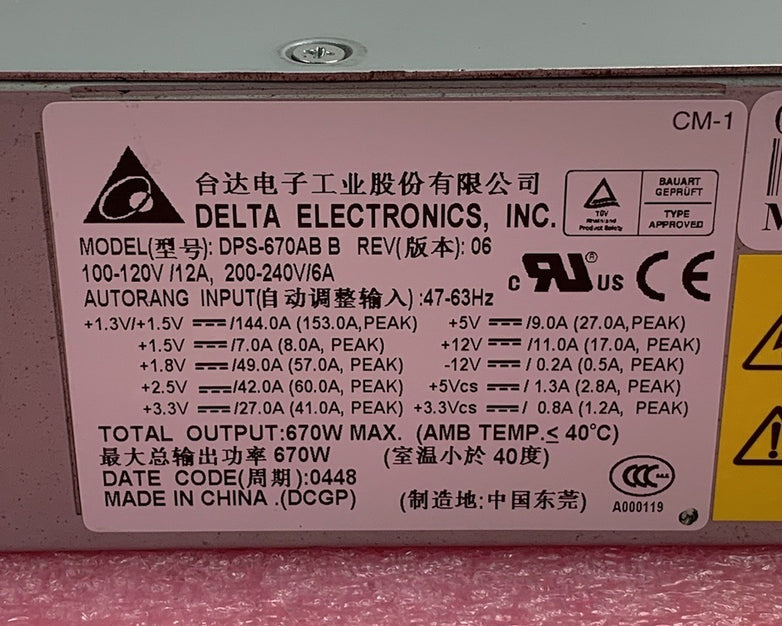 CM-1
台达电子工业股份有限公司
DELTA ELECTRONICS, INC.
TÜV
Rheinland
Product Safety
BAUART
GEPRÜFT
TYPE
APPROVED
MODEL(型号): DPS-670AB B REV(版本): 06
100-120V /12A, 200-240V/6A
AUTORANG INPUT(自动调整输入) :47-63Hz
c RU ® US CE
+1.3V/+1.5V /144.0A (153.0A,PEAK) +5V /9.0A (27.0A,PEAK)
+1.5V /7.0A (8.0A, PEAK) +12V /11.0A (17.0A, PEAK)
+1.8V /49.0A (57.0A, PEAK) -12V / 0.2A (0.5A, PEAK)
+2.5V /42.0A (60.0A, PEAK) +5Vcs / 1.3A (2.8A, PEAK)
+3.3V /27.0A (41.0A, PEAK) +3.3Vcs / 0.8A (1.2A, PEAK)
TOTAL OUTPUT:670W MAX. (AMB TEMP.≤ 40°C)
最大总输出功率 670W (室温小於 40度)
DATE CODE(周期):0448
MADE IN CHINA .(DCGP) (制造地:中国东莞)
CCC
A000119